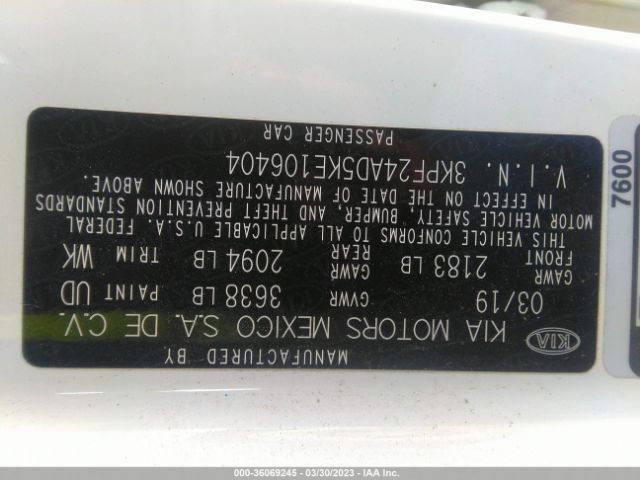 MANUFACTURED BY
KIA KIA MOTORS MEXICO S.A. DE C.V.
03/19 GVWR 3638 LB PAINT UD
GAWR FRONT 2183 LB GAWR REAR 2094 LB TRIM WK
THIS VEHICLE CONFORMS TO ALL APPLICABLE U.S.A. FEDERAL
MOTOR VEHICLE SAFETY, BUMPER, AND THEFT PREVENTION STANDARDS
IN EFFECT ON THE DATE OF MANUFACTURE SHOWN ABOVE.
V.I.N. 3KPF24AD5KE106404
PASSENGER CAR
7600
000-36069245 - 03/30/2023 - IAA Inc.